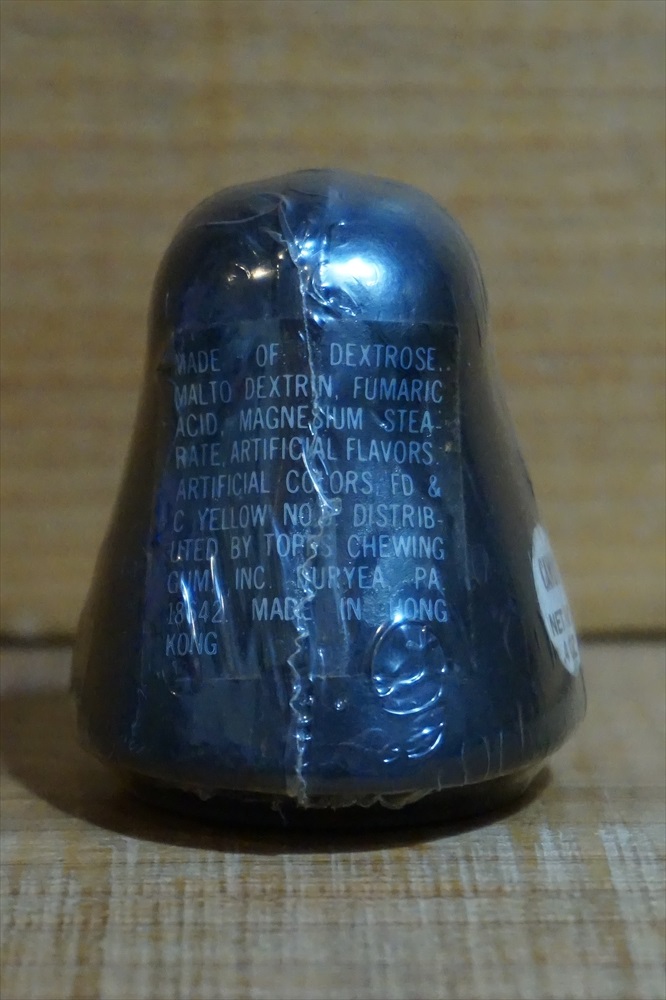 MADE OF DEXTROSE,
MALTO DEXTRIN, FUMARIC
ACID, MAGNESIUM STEA-
RATE, ARTIFICIAL FLAVORS,
ARTIFICIAL COLORS, FD &
C YELLOW NO. DISTRIB-
UTED BY TOPPS CHEWING
GUM, INC. DURYEA, PA.
18642. MADE IN HONG
KONG
NET